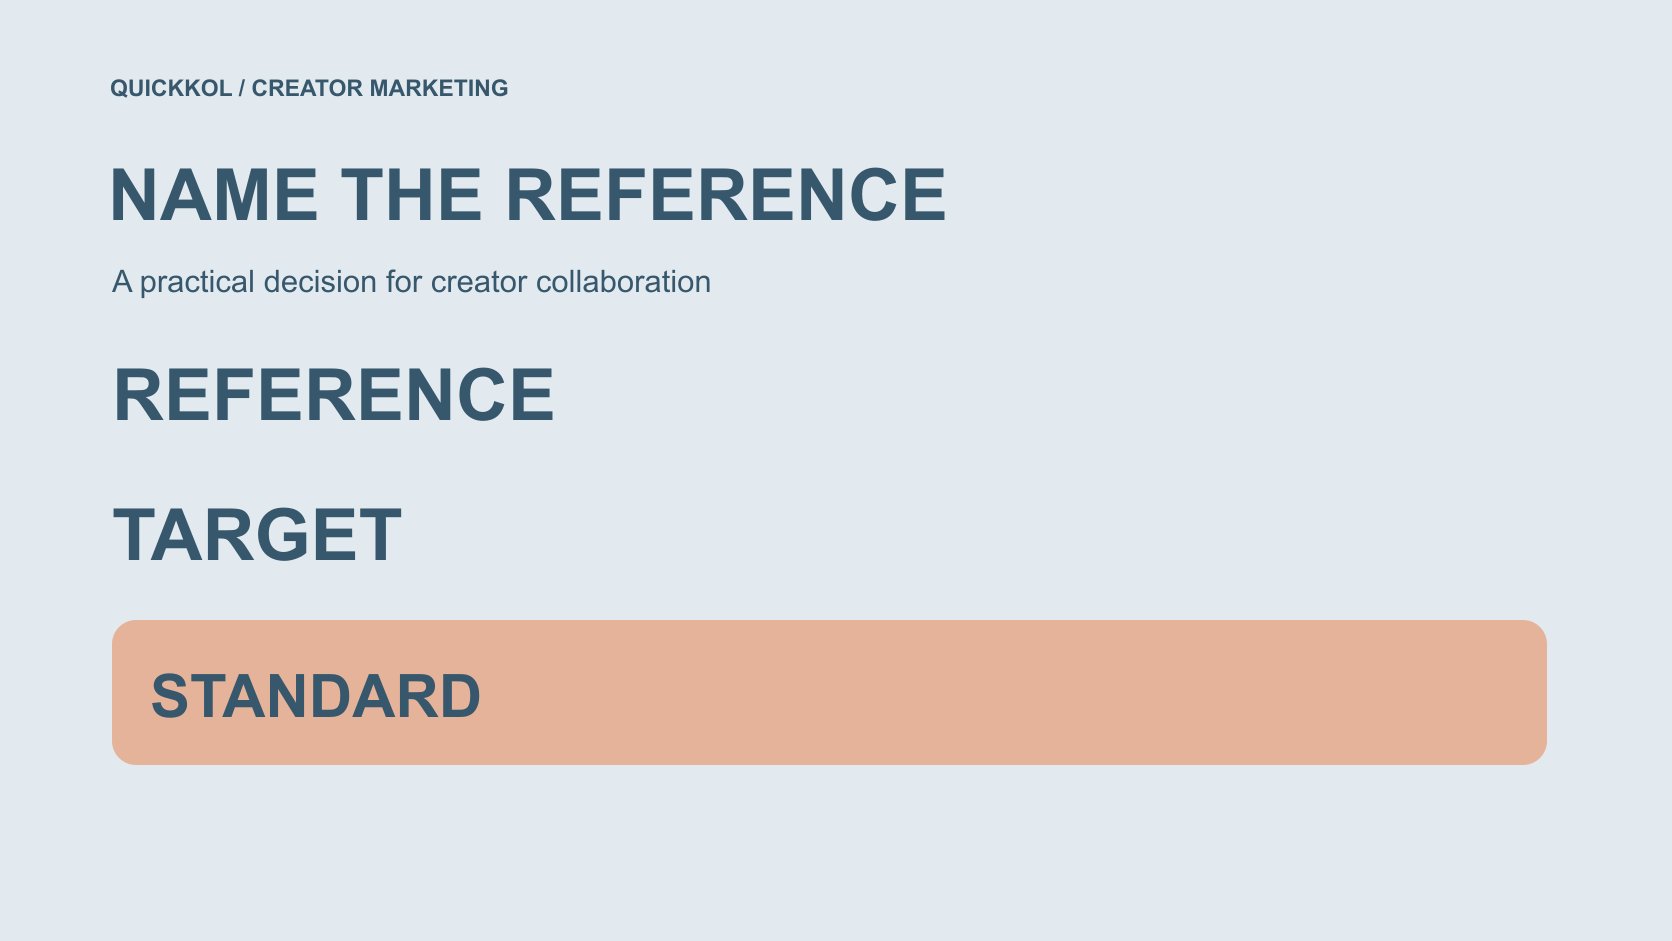 QUICKKOL / CREATOR MARKETING
NAME THE REFERENCE
A practical decision for creator collaboration
REFERENCE
TARGET
STANDARD